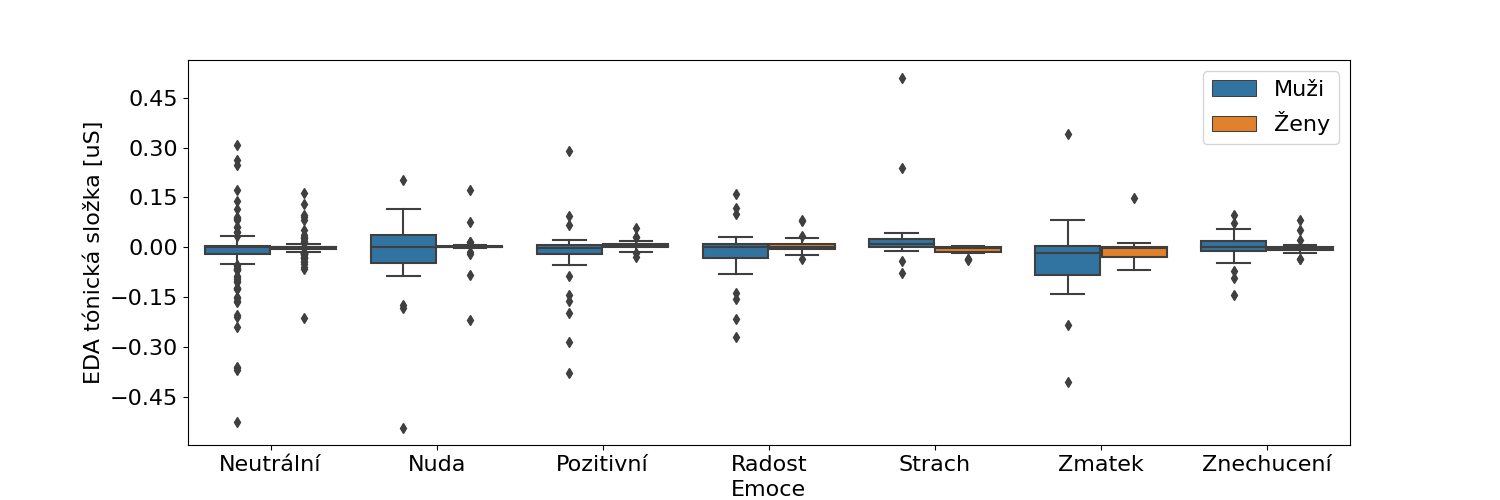 EDA tónická složka [uS]
0.45
0.30
0.15
0.00
−0.15
−0.30
−0.45
Muži
Ženy
Neutrální Nuda Pozitivní Radost Strach Zmatek Znechucení
Emoce